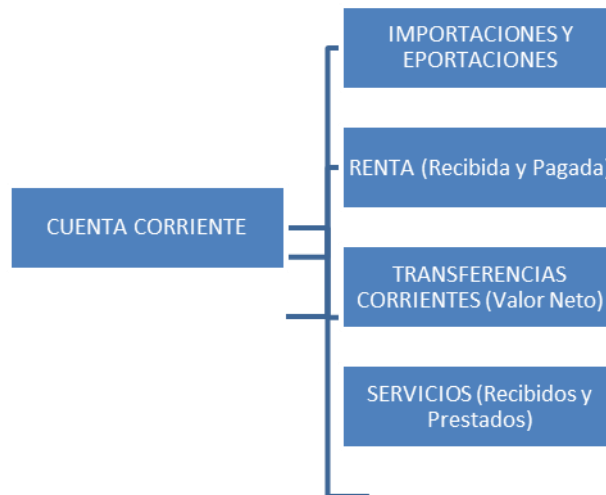 IMPORTACIONES Y
EPORTACIONES
RENTA (Recibida y Pagada)
CUENTA CORRIENTE
TRANSFERENCIAS
CORRIENTES (Valor Neto)
SERVICIOS (Recibidos y
Prestados)